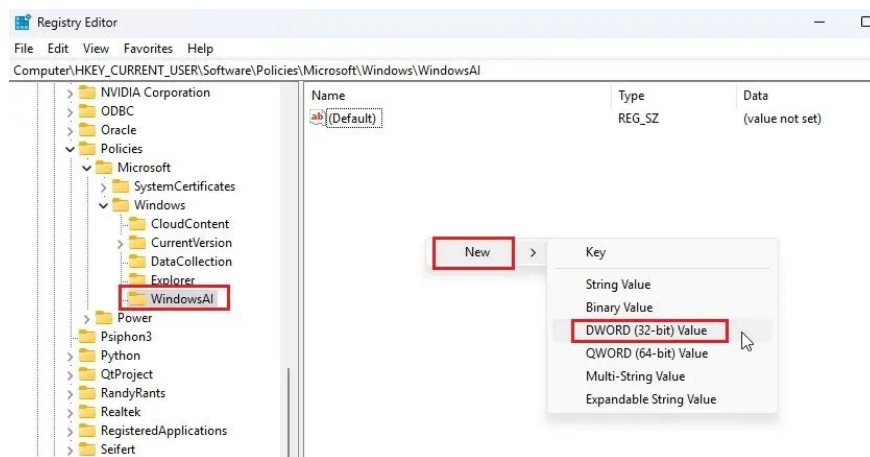 Registry Editor
File Edit View Favorites Help
Computer\HKEY_CURRENT_USER\Software\Policies\Microsoft\Windows\WindowsAI
NVIDIA Corporation
ODBC
Oracle
Policies
Microsoft
SystemCertificates
Windows
CloudContent
CurrentVersion
DataCollection
Explorer
WindowsAI
Power
Psiphon3
Python
QtProject
RandyRants
Realtek
RegisteredApplications
Seifert
Name Type Data
ab (Default) REG_SZ (value not set)
New
Key
String Value
Binary Value
DWORD (32-bit) Value
QWORD (64-bit) Value
Multi-String Value
Expandable String Value